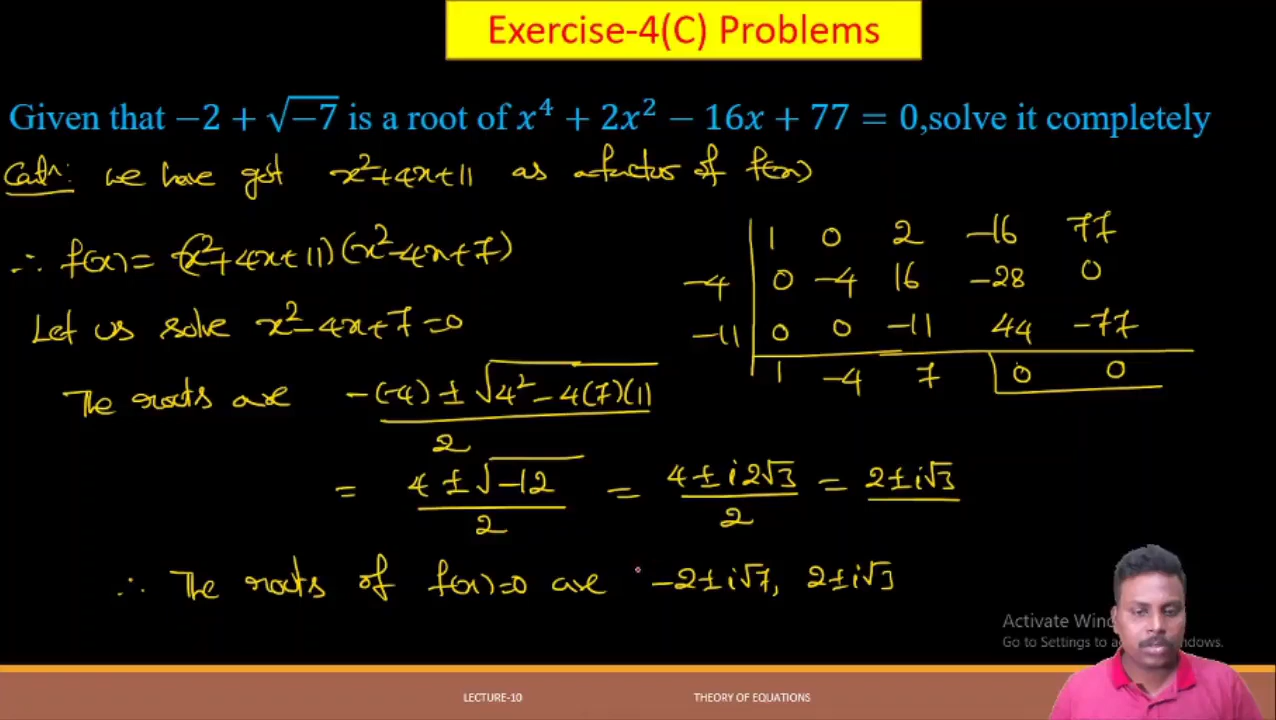 Exercise-4(C) Problems
Given that −2 + √−7 is a root of x⁴ + 2x² − 16x + 77 = 0,solve it completely
we have got x²+4x+11 as a factor of f(x)
∴ f(x) = (x²+4x+11)(x²-4x+7)
1 0 2 -16 77
-4 0 -4 16 -28 0
-11 0 0 -11 44 -77
1 -4 7 0 0
Let us solve x²-4x+7=0
The roots are -(-4) ± √4²-4(7)(1) / 2
= 4 ± √-12 / 2 = 4 ± i2√3 / 2 = 2±i√3
∴ The roots of f(x)=0 are -2±i√7, 2±i√3
Activate Win
Go to Settings to a ndows.
LECTURE-10 THEORY OF EQUATIONS